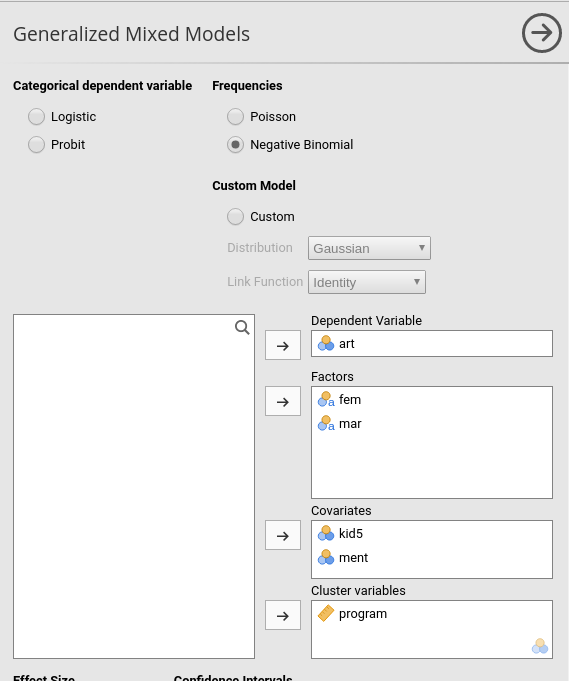 Generalized Mixed Models
Categorical dependent variable
Frequencies
Logistic
Poisson
Probit
Negative Binomial
Custom Model
Custom
Distribution
Gaussian
Link Function
Identity
Dependent Variable
art
Factors
a fem
a mar
Covariates
kid5
ment
Cluster variables
program
Effect Size
Confidence Intervals